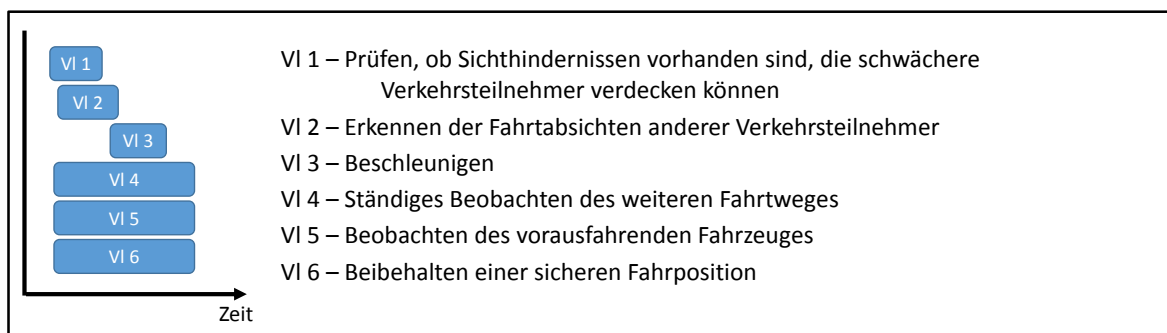 Vl 1
Vl 2
Vl 3
Vl 4
Vl 5
Vl 6
Zeit
Vl 1 – Prüfen, ob Sichthindernissen vorhanden sind, die schwächere
Verkehrsteilnehmer verdecken können
Vl 2 – Erkennen der Fahrtabsichten anderer Verkehrsteilnehmer
Vl 3 – Beschleunigen
Vl 4 – Ständiges Beobachten des weiteren Fahrtweges
Vl 5 – Beobachten des vorausfahrenden Fahrzeuges
Vl 6 – Beibehalten einer sicheren Fahrposition